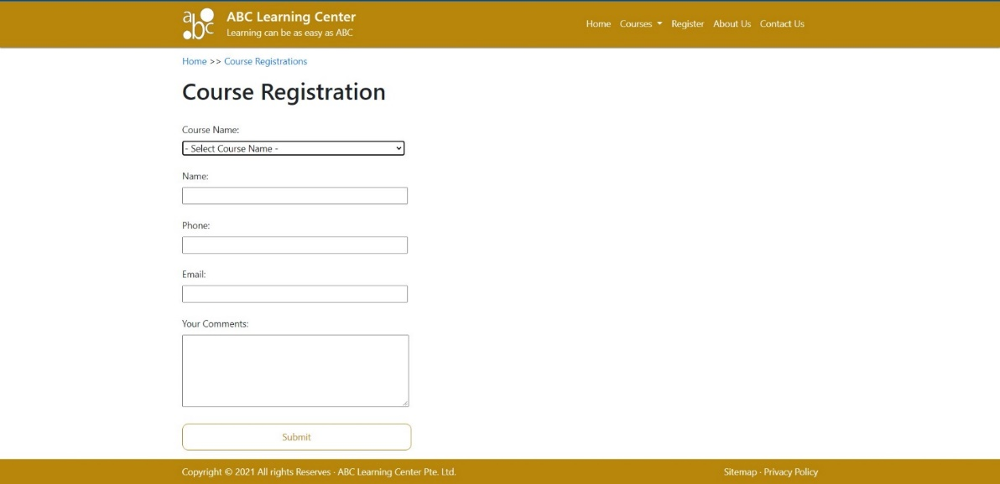 abc
ABC Learning Center
Learning can be as easy as ABC
Home Courses Register About Us Contact Us
Home >> Course Registrations
Course Registration
Course Name:
- Select Course Name -
Name:
Phone:
Email:
Your Comments:
Submit
Copyright © 2021 All rights Reserves · ABC Learning Center Pte. Ltd.
Sitemap · Privacy Policy